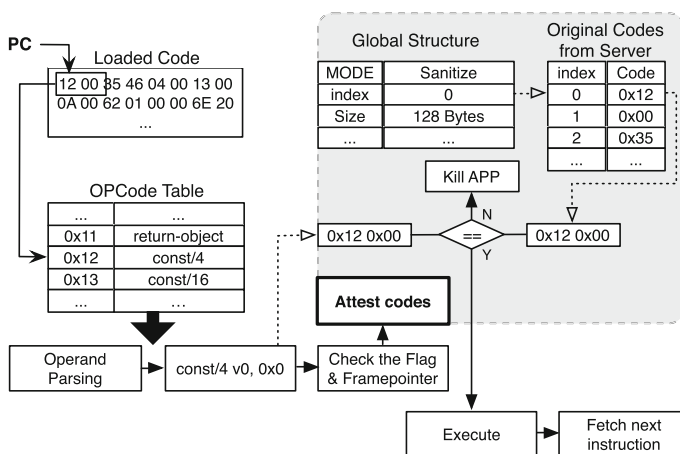 PC
Loaded Code
12 00 35 46 04 00 13 00
0A 00 62 01 00 00 6E 20
...
OPCode Table
... ...
0x11 return-object
0x12 const/4
0x13 const/16
... ...
Operand
Parsing
const/4 v0, 0x0
Check the Flag
& Framepointer
Attest codes
Global Structure
MODE Sanitize
index 0
Size 128 Bytes
... ...
Original Codes
from Server
index Code
0 0x12
1 0x00
2 0x35
... ...
Kill APP
N
0x12 0x00
==
0x12 0x00
Y
Execute
Fetch next
instruction